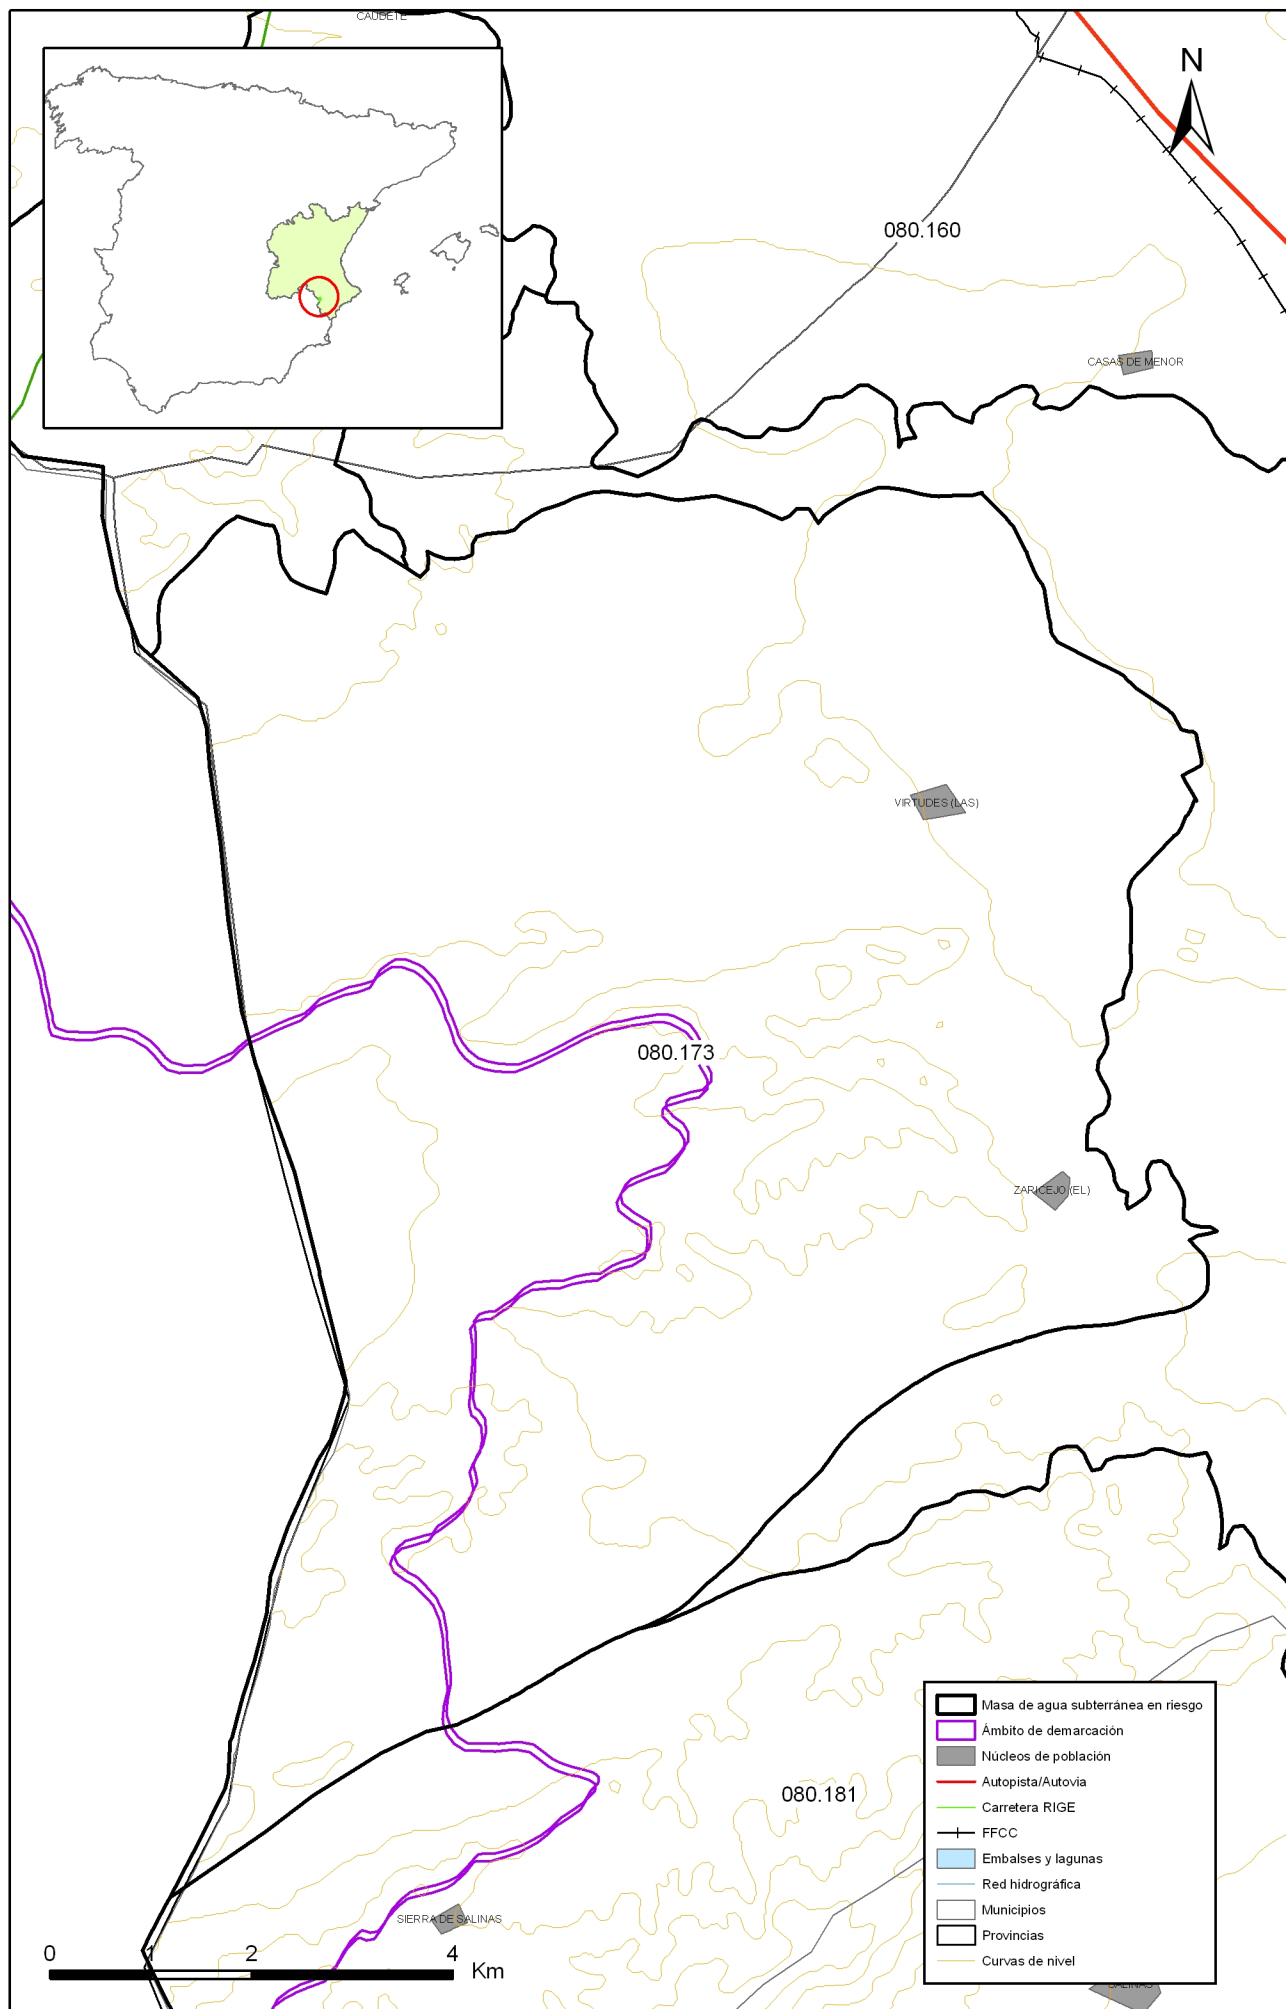 CAUDETE
N
080.160
CASAS DE MENOR
VIRTUDES (LAS)
080.173
ZARICEJO (EL)
080.181
SIERRA DE SALINAS
SALINAS
0 1 2 4 Km
Masa de agua subterránea en riesgo
Ámbito de demarcación
Núcleos de población
Autopista/Autovia
Carretera RIGE
FFCC
Embalses y lagunas
Red hidrográfica
Municipios
Provincias
Curvas de nivel